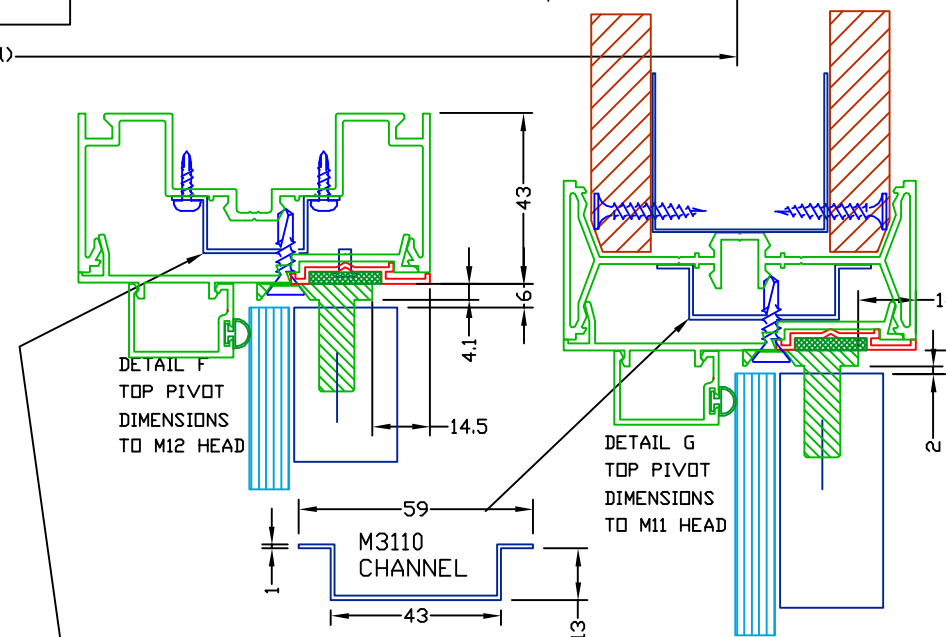 43
6
4.1
14.5
DETAIL F
TOP PIVOT
DIMENSIONS
TO M12 HEAD
DETAIL G
TOP PIVOT
DIMENSIONS
TO M11 HEAD
2
59
M3110
CHANNEL
1
43
13